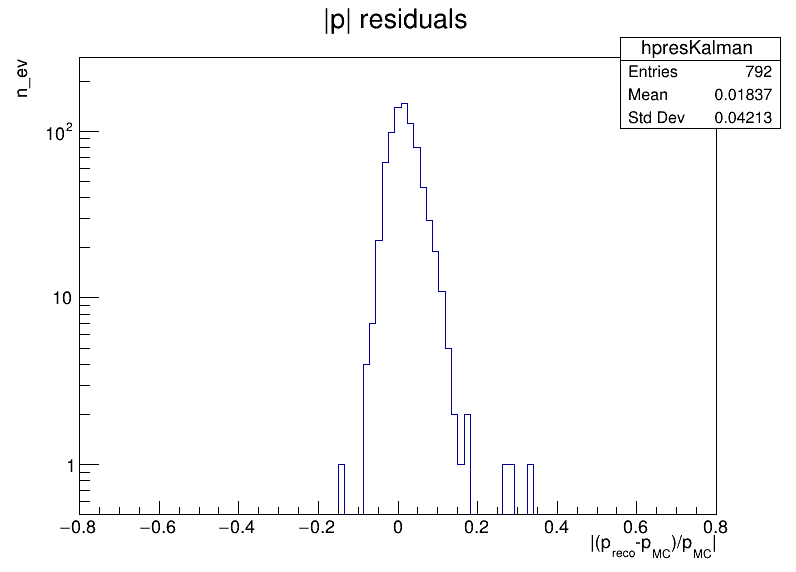 |p| residuals
hpresKalman
Entries 792
Mean 0.01837
Std Dev 0.04213
n_ev
10²
10
1
−0.8 −0.6 −0.4 −0.2 0 0.2 0.4 0.6 0.8
|(p_reco-p_MC)/p_MC|